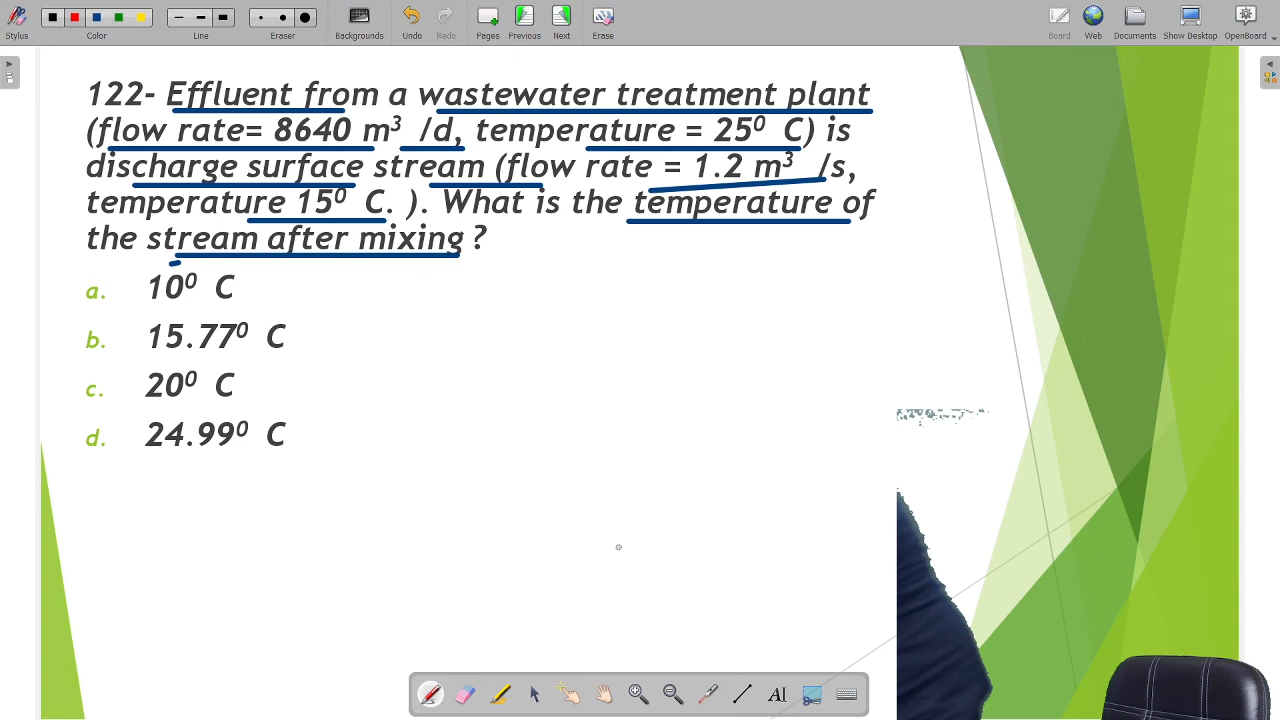 Stylus
Color
Line
Eraser
Backgrounds
Undo
Redo
Pages
Previous
Next
Erase
Board
Web
Documents
Show Desktop
OpenBoard
122- Effluent from a wastewater treatment plant
(flow rate= 8640 m³ /d, temperature = 25⁰ C) is
discharge surface stream (flow rate = 1.2 m³ /s,
temperature 15⁰ C. ). What is the temperature of
the stream after mixing ?
a. 10⁰ C
b. 15.77⁰ C
c. 20⁰ C
d. 24.99⁰ C
AI